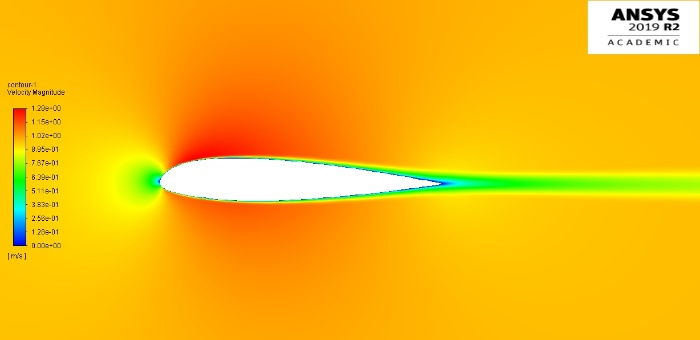 ANSYS
2019 R2
ACADEMIC
contour-1
Velocity Magnitude
1.28e+00
1.15e+00
1.02e+00
8.95e-01
7.67e-01
6.39e-01
5.11e-01
3.83e-01
2.56e-01
1.28e-01
0.00e+00
[ m/s ]